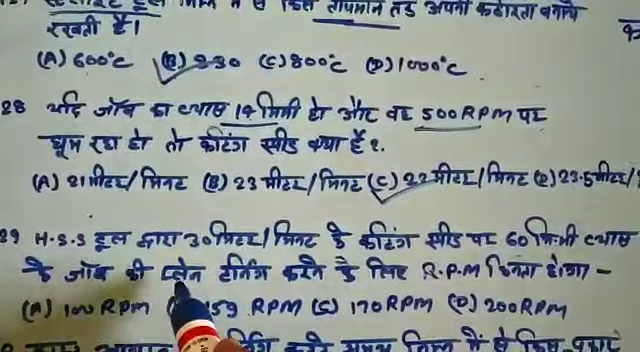 टूल निम्न में से किस तापमान तक अपनी कठोरता बनाये
रखती है।
(A) 600°C (B) 230 (C) 800°C (D) 1000°C
28 यदि जॉब का व्यास 14 मिमी हो और वह 500 RPM पर
घूम रहा हो तो कटिंग स्पीड क्या है?
(A) 21 मीटर/मिनट (B) 23 मीटर/मिनट (C) 22 मीटर/मिनट (D) 23.5 मीटर/
29 H.S.S टूल द्वारा 30 मिटर/मिनट के कटिंग स्पीड पर 60 मि.मी व्यास
के जॉब की प्लेन टर्निंग करने के लिए R.P.M कितना होगा -
(A) 100 RPM 159 RPM (C) 170 RPM (D) 200 RPM
करते समय निम्न में से किस